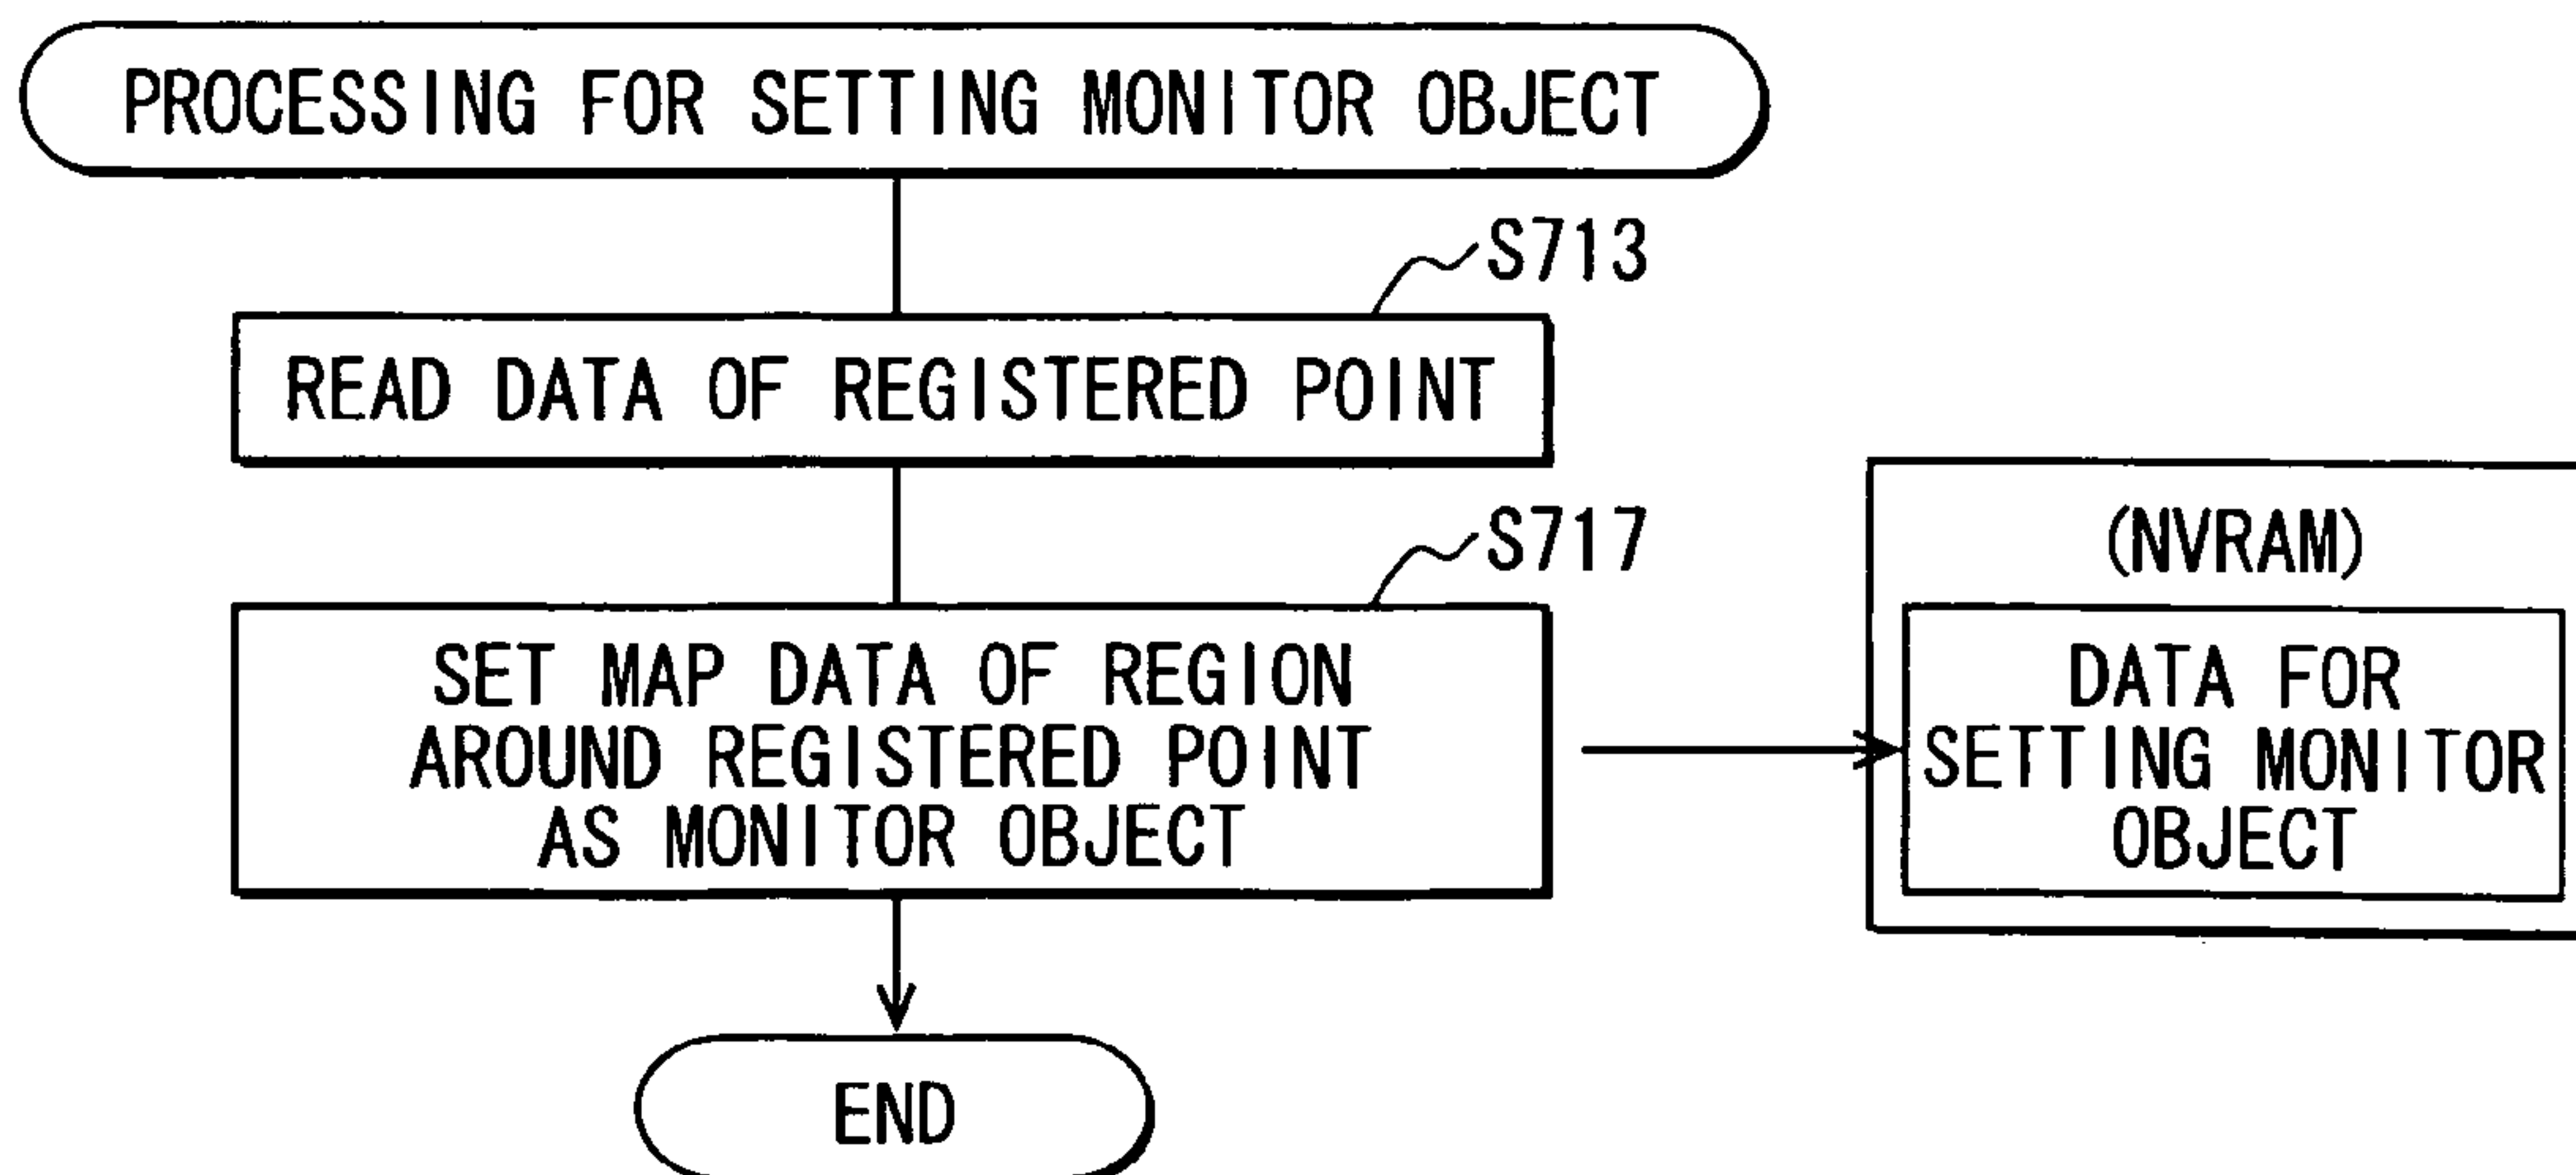 PROCESSING FOR SETTING MONITOR OBJECT
S713
READ DATA OF REGISTERED POINT
S717
SET MAP DATA OF REGION
AROUND REGISTERED POINT
AS MONITOR OBJECT
(NVRAM)
DATA FOR
SETTING MONITOR
OBJECT
END